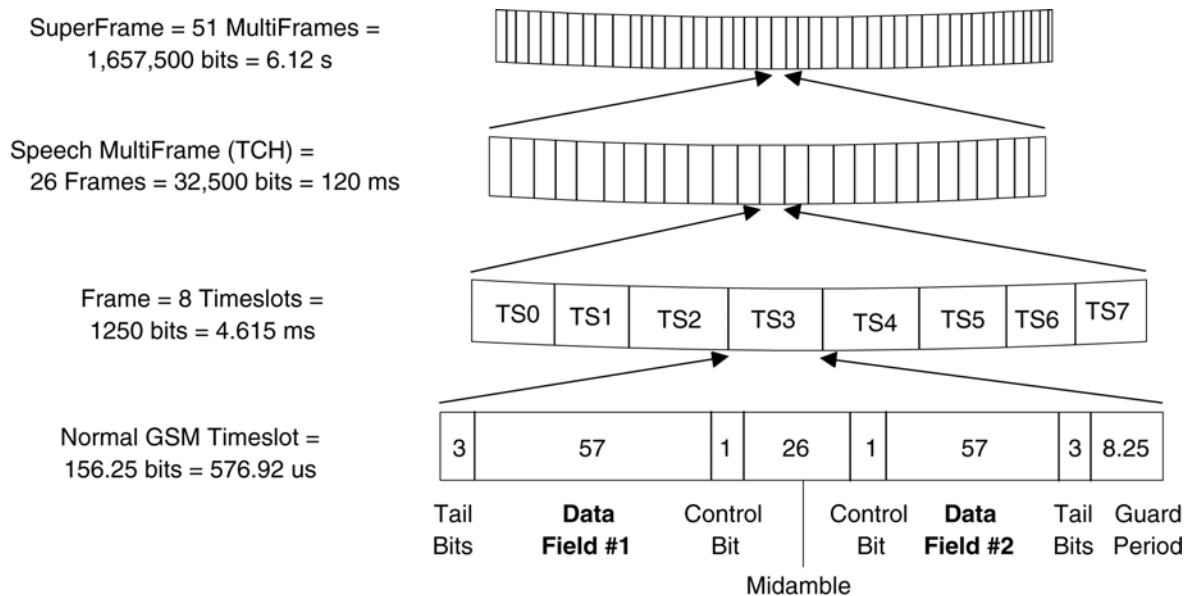 SuperFrame = 51 MultiFrames =
1,657,500 bits = 6.12 s
Speech MultiFrame (TCH) =
26 Frames = 32,500 bits = 120 ms
Frame = 8 Timeslots =
1250 bits = 4.615 ms
TS0 TS1 TS2 TS3 TS4 TS5 TS6 TS7
Normal GSM Timeslot =
156.25 bits = 576.92 us
3 57 1 26 1 57 3 8.25
Tail Data Control Control Data Tail Guard
Bits Field #1 Bit Bit Field #2 Bits Period
Midamble